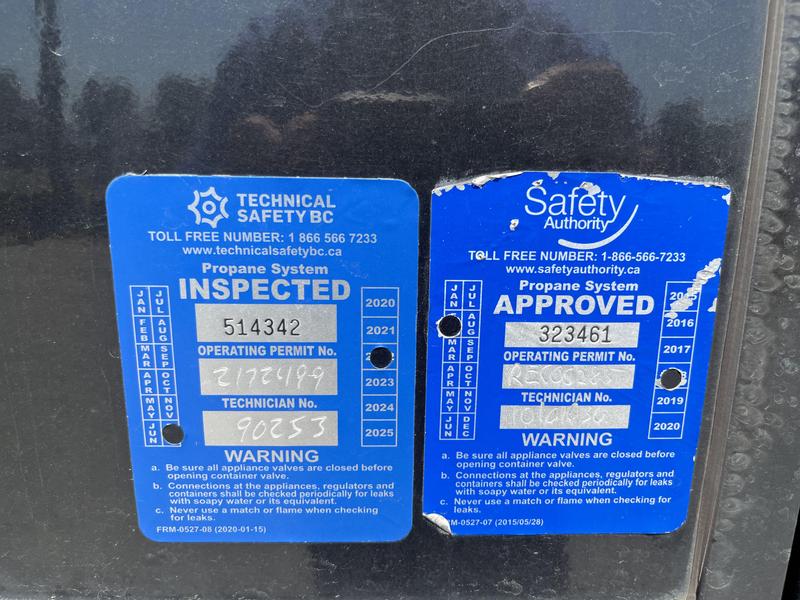 TECHNICAL
SAFETY BC
TOLL FREE NUMBER: 1 866 566 7233
www.technicalsafetybc.ca
Propane System
INSPECTED
514342
OPERATING PERMIT No.
2172499
TECHNICIAN No.
90253
JAN FEB MAR APR MAY JUN
JUL AUG SEP OCT NOV
2020
2021
2023
2024
2025
WARNING
a. Be sure all appliance valves are closed before
opening container valve.
b. Connections at the appliances, regulators and
containers shall be checked periodically for leaks
with soapy water or its equivalent.
c. Never use a match or flame when checking
for leaks.
FRM-0527-08 (2020-01-15)
Safety
Authority
TOLL FREE NUMBER: 1-866-566-7233
www.safetyauthority.ca
Propane System
APPROVED
323461
OPERATING PERMIT No.
TECHNICIAN No.
JAN MAR APR MAY JUN
JUL AUG SEP OCT NOV DEC
2015
2016
2017
2019
2020
WARNING
a. Be sure all appliance valves are closed before
opening container valve.
b. Connections at the appliances, regulators and
containers shall be checked periodically for leaks
with soapy water or its equivalent.
c. Never use a match or flame when checking for
leaks.
RM-0527-07 (2015/05/28)